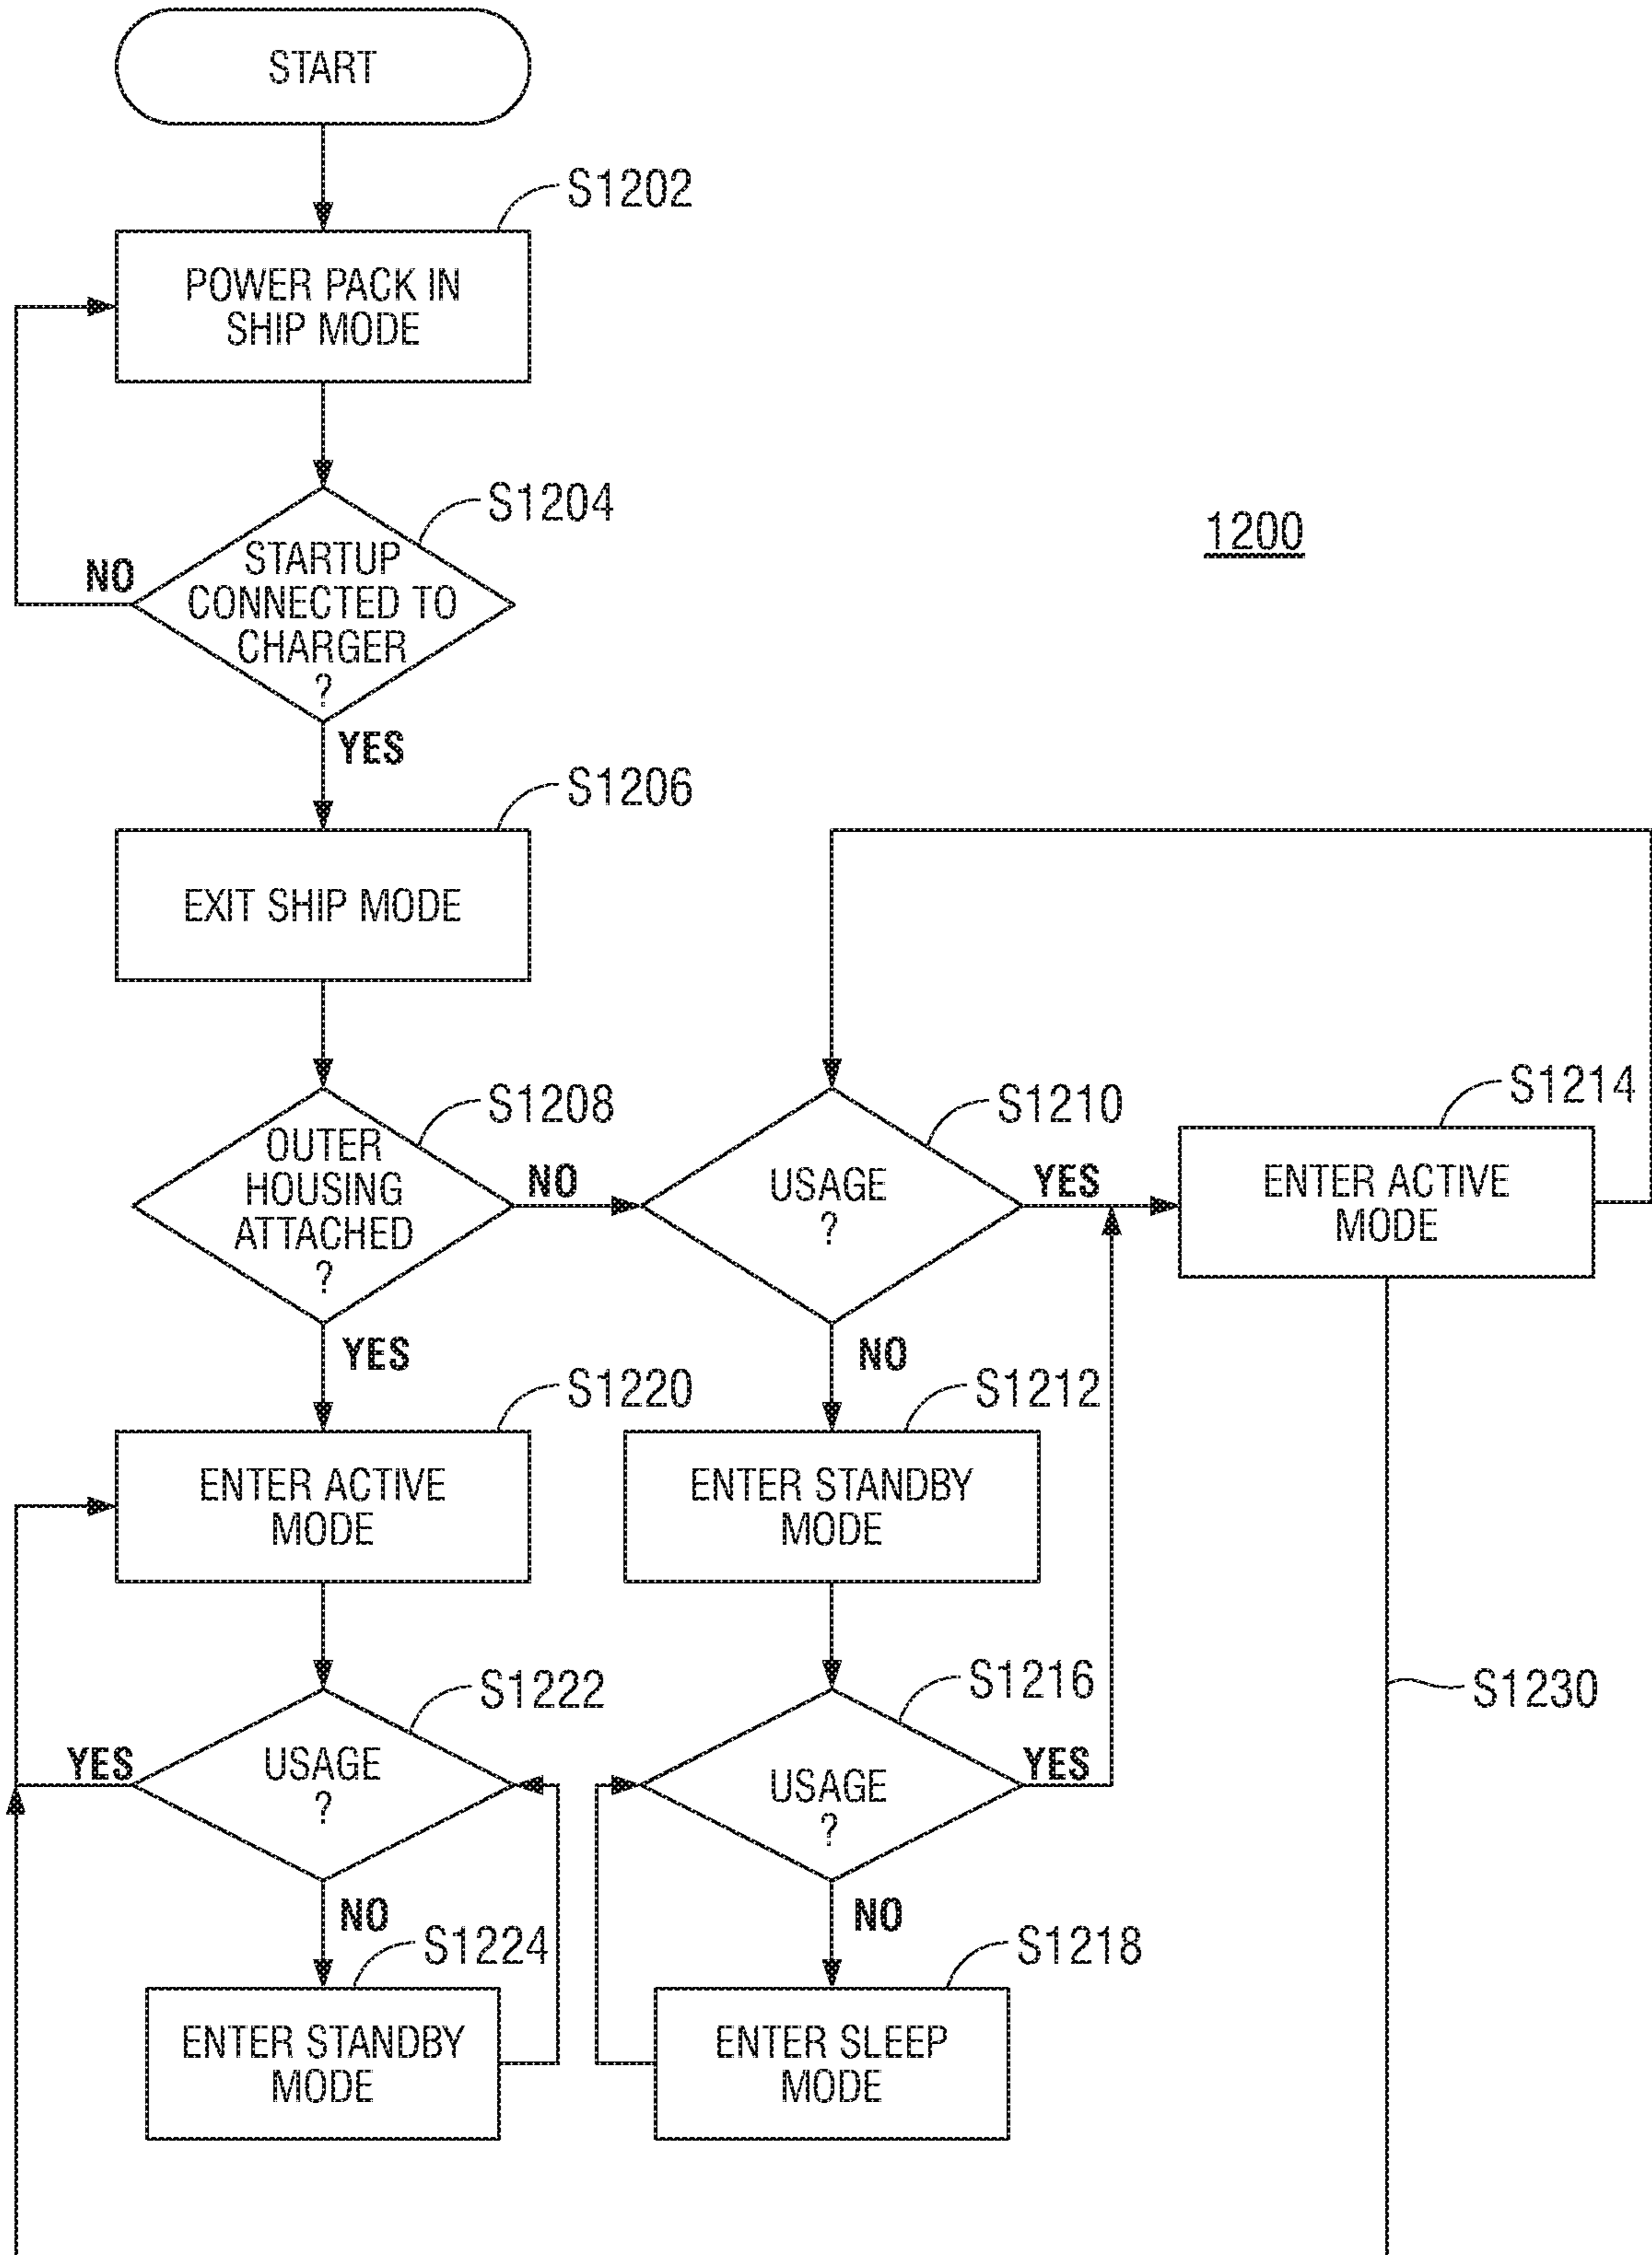 START
S1202
POWER PACK IN
SHIP MODE
S1204
STARTUP
CONNECTED TO
CHARGER
?
NO
YES
1200
S1206
EXIT SHIP MODE
S1208
OUTER
HOUSING
ATTACHED
?
NO
YES
S1210
USAGE
?
YES
NO
S1214
ENTER ACTIVE
MODE
S1220
ENTER ACTIVE
MODE
S1212
ENTER STANDBY
MODE
S1222
USAGE
?
YES
NO
S1216
USAGE
?
YES
NO
S1230
S1224
ENTER STANDBY
MODE
S1218
ENTER SLEEP
MODE